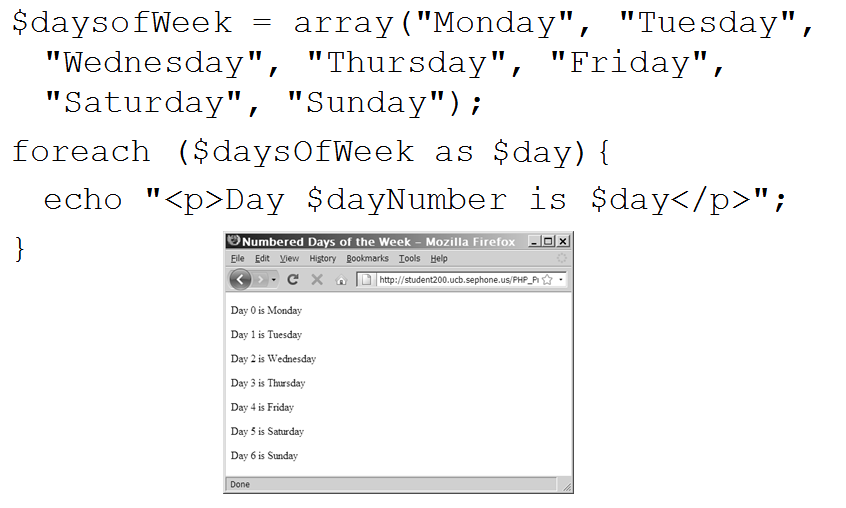 $daysofWeek = array("Monday", "Tuesday",
"Wednesday", "Thursday", "Friday",
"Saturday", "Sunday");
foreach ($daysOfWeek as $day){
echo "<p>Day $dayNumber is $day</p>";
}
Numbered Days of the Week - Mozilla Firefox
File Edit View History Bookmarks Tools Help
http://student200.ucb.sephone.us/PHP_Pr
Day 0 is Monday
Day 1 is Tuesday
Day 2 is Wednesday
Day 3 is Thursday
Day 4 is Friday
Day 5 is Saturday
Day 6 is Sunday
Done